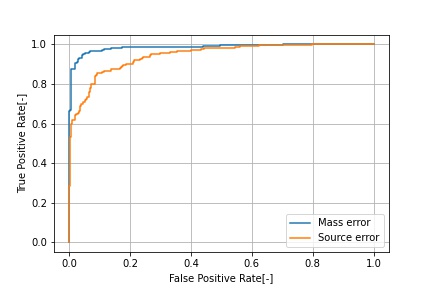 1.0
0.8
0.6
0.4
0.2
0.0
True Positive Rate[-]
Mass error
Source error
0.0 0.2 0.4 0.6 0.8 1.0
False Positive Rate[-]